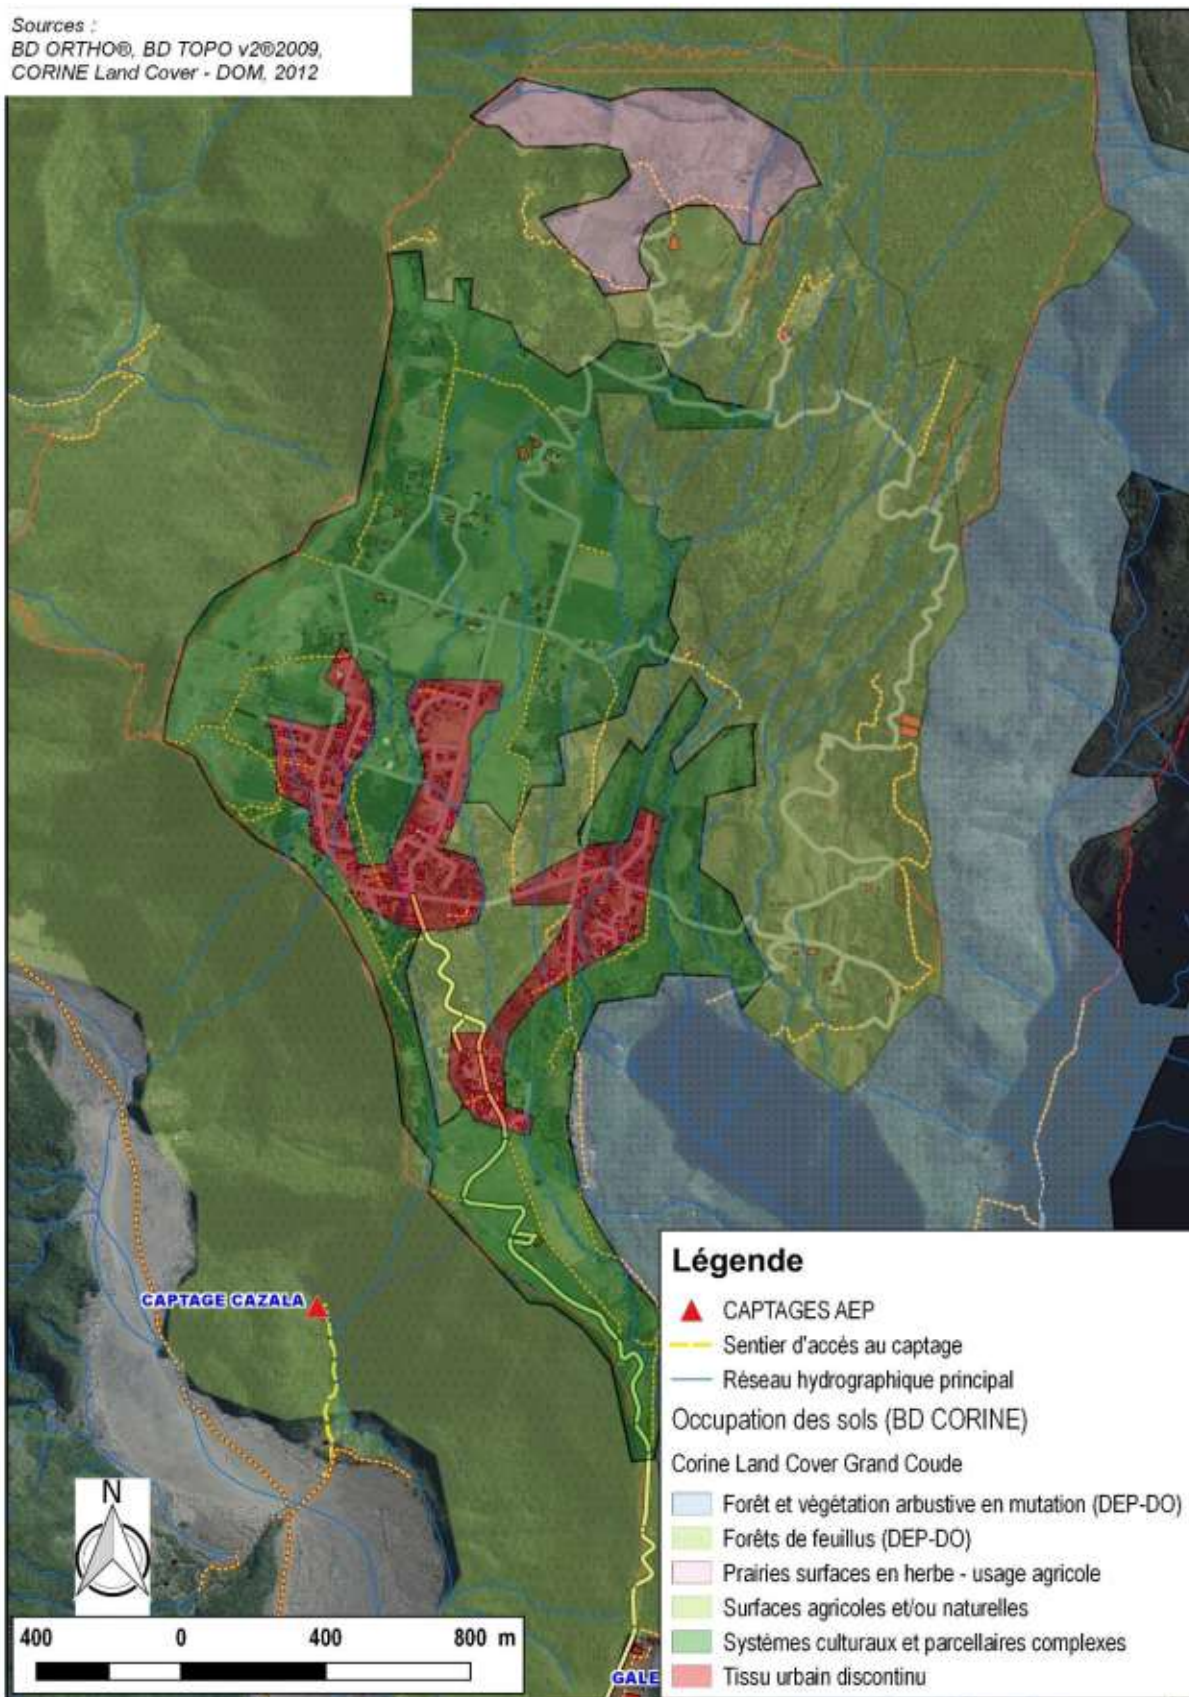 Sources :
BD ORTHO®, BD TOPO v2®2009,
CORINE Land Cover - DOM, 2012
CAPTAGE CAZALA
N
400 0 400 800 m
GALE
Légende
CAPTAGES AEP
Sentier d'accés au captage
Réseau hydrographique principal
Occupation des sols (BD CORINE)
Corine Land Cover Grand Coude
Forêt et végétation arbustive en mutation (DEP-DO)
Forêts de feuillus (DEP-DO)
Prairies surfaces en herbe - usage agricole
Surfaces agricoles et/ou naturelles
Systémes culturaux et parcellaires complexes
Tissu urbain discontinu